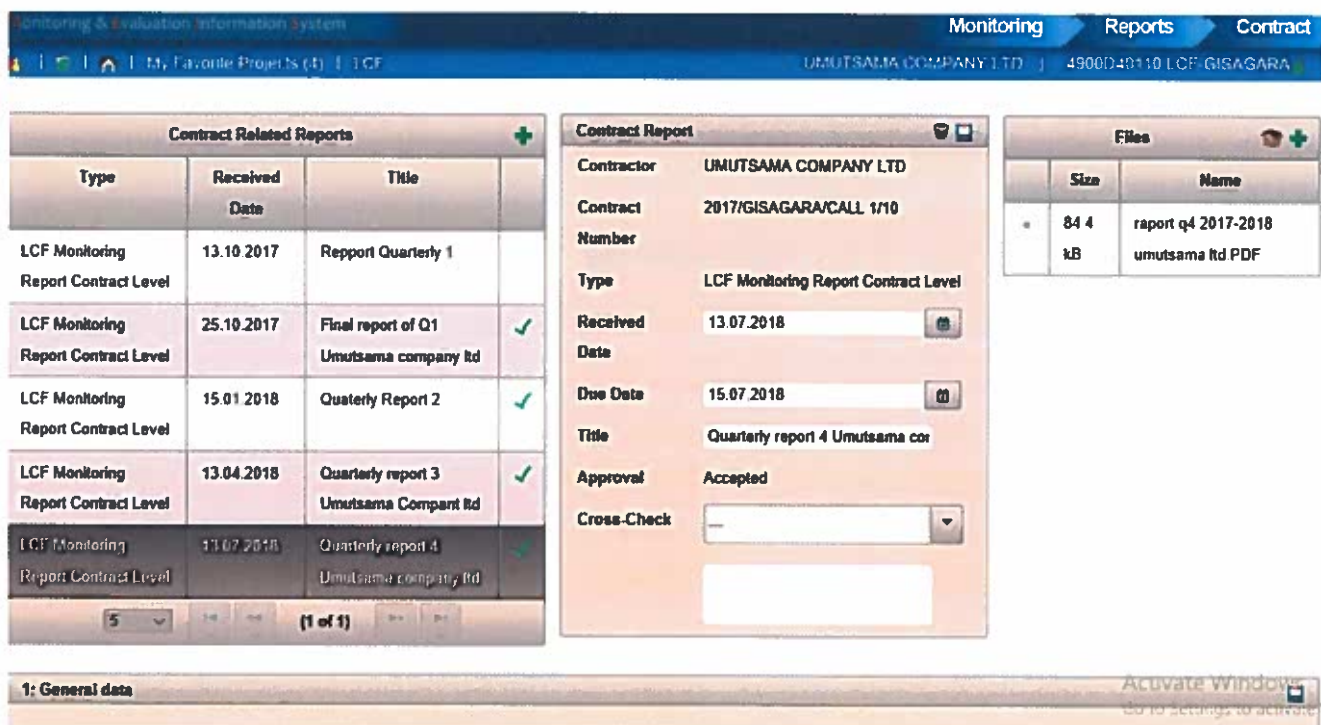 Monitoring & Evaluation Information System
Monitoring Reports Contract
My Favorite Projects (4) | LCF
UMUTSAMA COMPANY LTD | 4900D40110 LCF-GISAGARA
Contract Related Reports
Type Received Date Title
LCF Monitoring Report Contract Level 13.10.2017 Repport Quarterly 1
LCF Monitoring Report Contract Level 25.10.2017 Final report of Q1 Umutsama company ltd
LCF Monitoring Report Contract Level 15.01.2018 Quaterly Report 2
LCF Monitoring Report Contract Level 13.04.2018 Quarterly report 3 Umutsama Compant ltd
LCF Monitoring Report Contract Level 13.07.2018 Quarterly report 4 Umutsama company ltd
5 (1 of 1)
Contract Report
Contractor UMUTSAMA COMPANY LTD
Contract Number 2017/GISAGARA/CALL 1/10
Type LCF Monitoring Report Contract Level
Received Date 13.07.2018
Due Date 15.07.2018
Title Quarterly report 4 Umutsama cor
Approval Accepted
Cross-Check __
Files
Size Name
84.4 kB raport q4 2017-2018 umutsama ltd.PDF
1: General data
Activate Windows
Go to Settings to activate